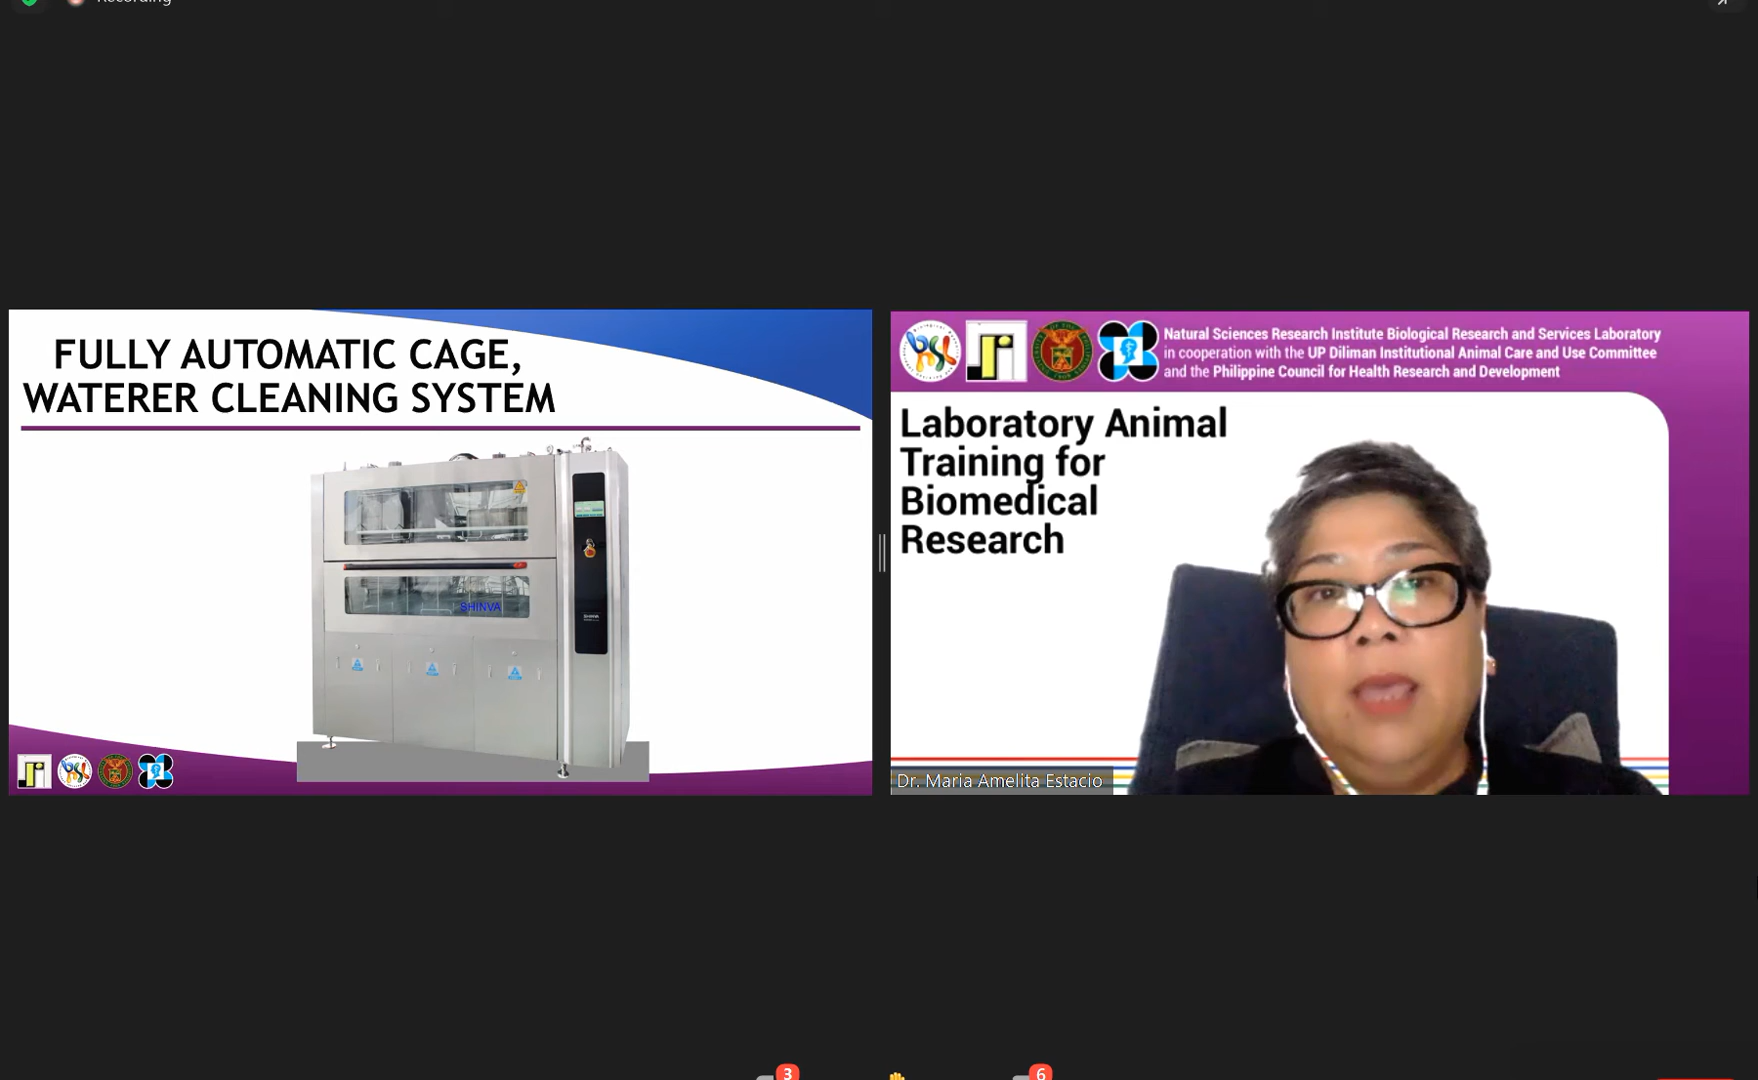 Recording
FULLY AUTOMATIC CAGE,
WATERER CLEANING SYSTEM
SHINVA
SHINVA
Natural Sciences Research Institute Biological Research and Services Laboratory
in cooperation with the UP Diliman Institutional Animal Care and Use Committee
and the Philippine Council for Health Research and Development
Laboratory Animal
Training for
Biomedical
Research
Dr. Maria Amelita Estacio
3
6